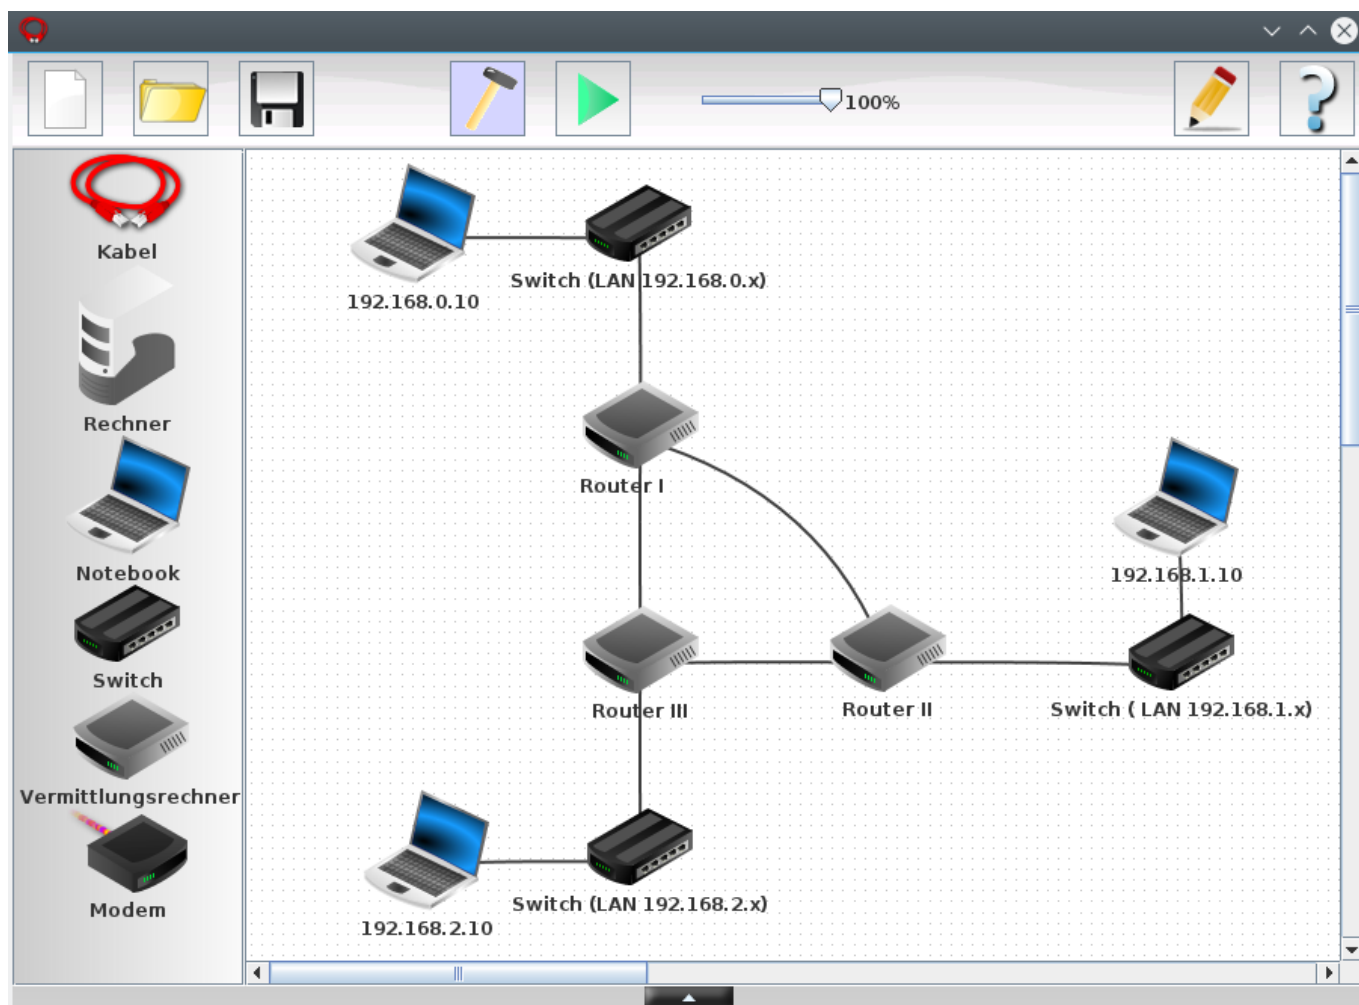 100%
Kabel
Rechner
Notebook
Switch
Vermittlungsrechner
Modem
192.168.0.10
Switch (LAN 192.168.0.x)
Router I
192.168.1.10
Router III
Router II
Switch ( LAN 192.168.1.x)
192.168.2.10
Switch (LAN 192.168.2.x)